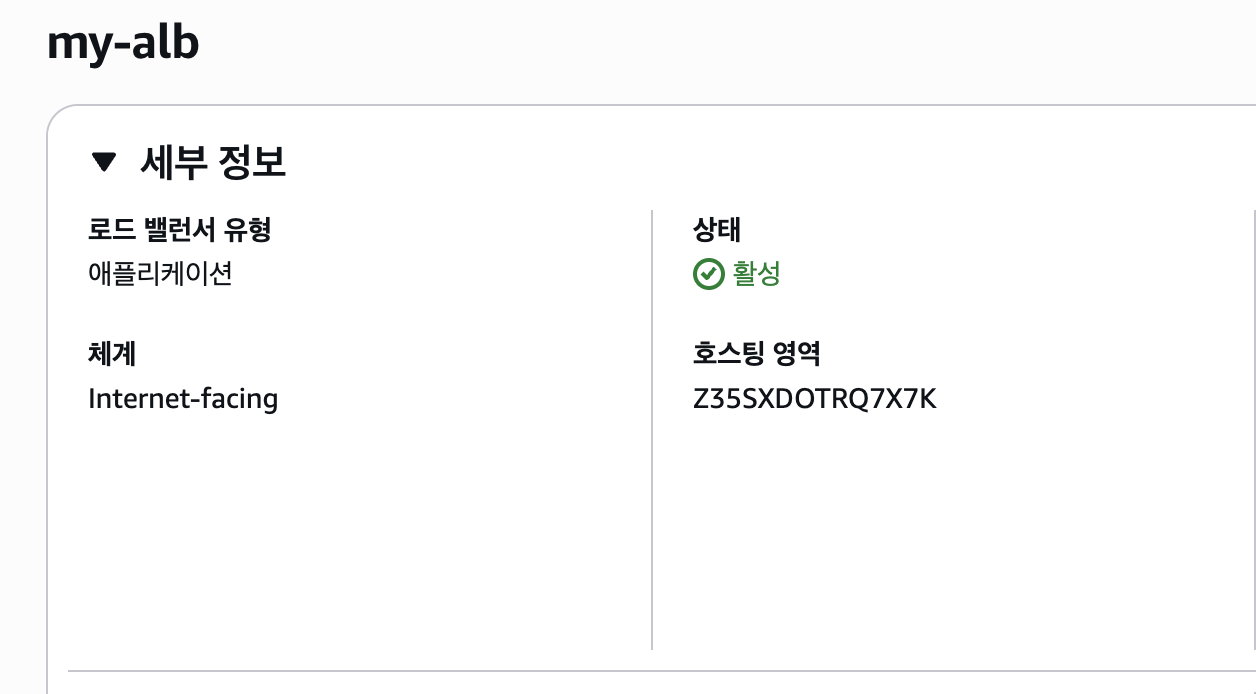 my-alb
세부 정보
로드 밸런서 유형
애플리케이션
체계
Internet-facing
상태
활성
호스팅 영역
Z35SXDOTRQ7X7K